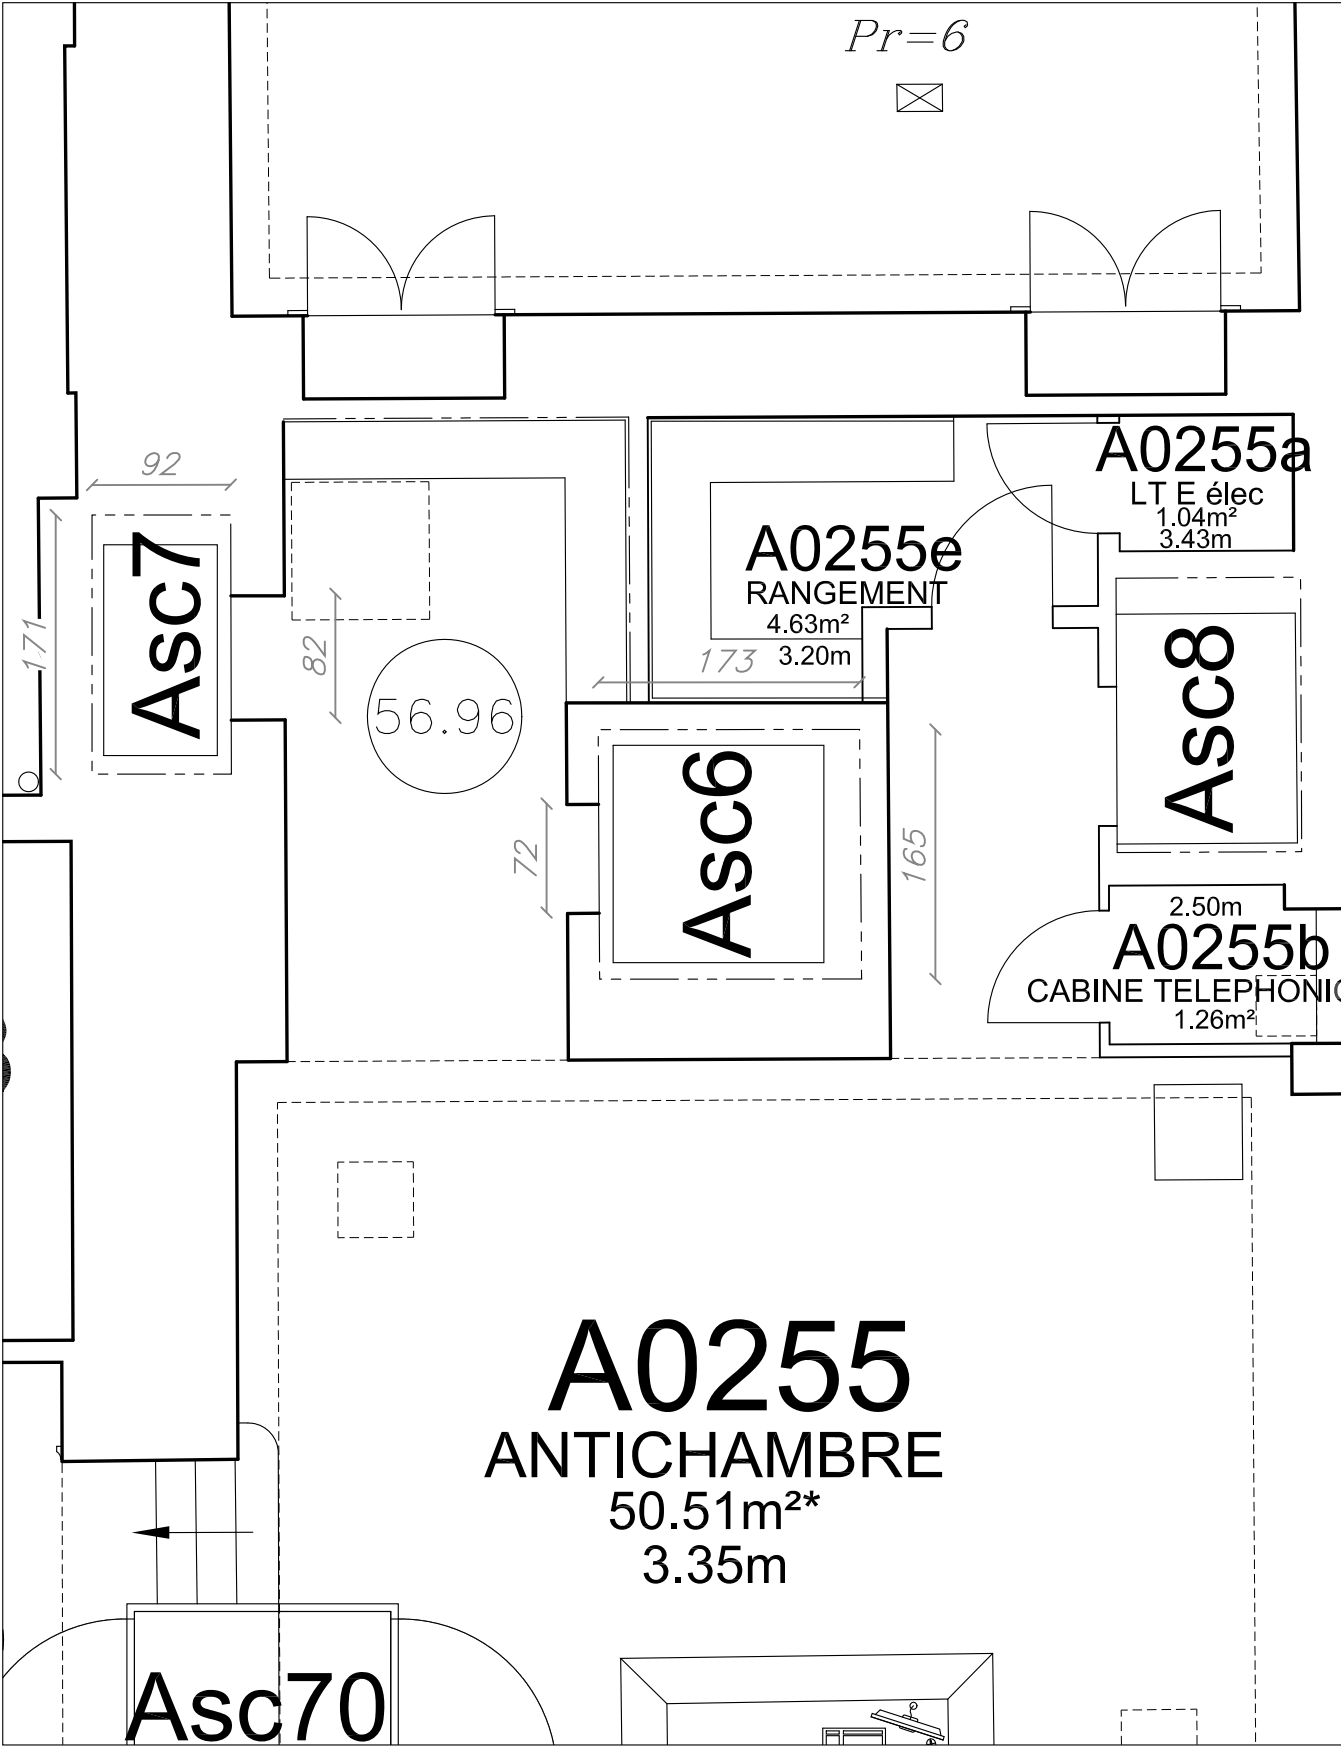 Pr=6
92
Asc7
171
82
56.96
A0255e
RANGEMENT
4.63m²
3.20m
173
A0255a
LT E élec
1.04m²
3.43m
Asc8
Asc6
72
165
2.50m
A0255b
CABINE TELEPHONI
1.26m²
A0255
ANTICHAMBRE
50.51m²*
3.35m
Asc70